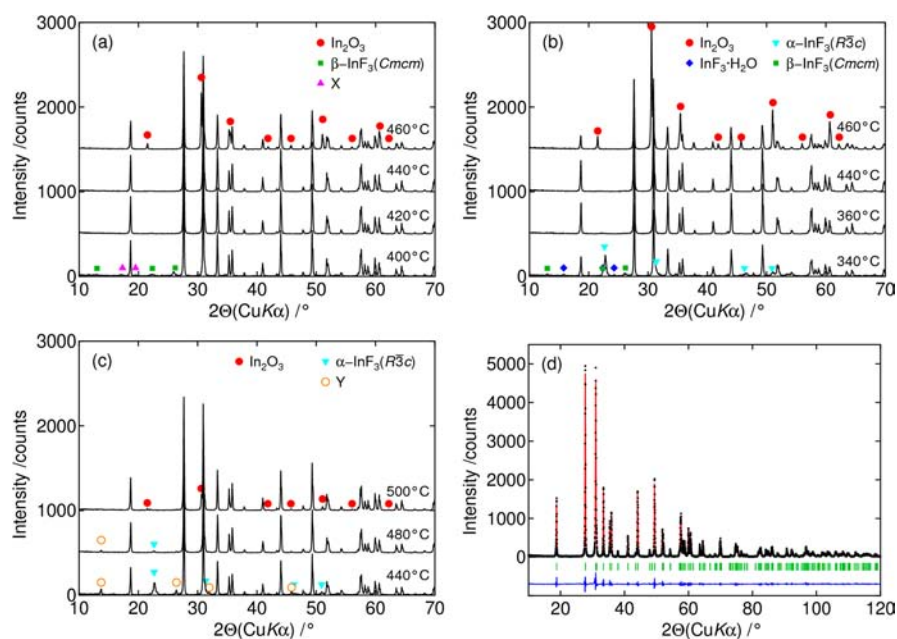 (a)
In₂O₃
β−InF₃(Cmcm)
X
460°C
440°C
420°C
400°C
3000
2000
1000
0
Intensity /counts
10 20 30 40 50 60 70
2Θ(CuKα) /°
(b)
In₂O₃
α−InF₃(R3̅c)
InF₃·H₂O
β−InF₃(Cmcm)
460°C
440°C
360°C
340°C
3000
2000
1000
0
Intensity /counts
10 20 30 40 50 60 70
2Θ(CuKα) /°
(c)
In₂O₃
α−InF₃(R3̅c)
Y
500°C
480°C
440°C
3000
2000
1000
0
Intensity /counts
10 20 30 40 50 60 70
2Θ(CuKα) /°
(d)
5000
4000
3000
2000
1000
0
Intensity /counts
20 40 60 80 100 120
2Θ(CuKα) /°